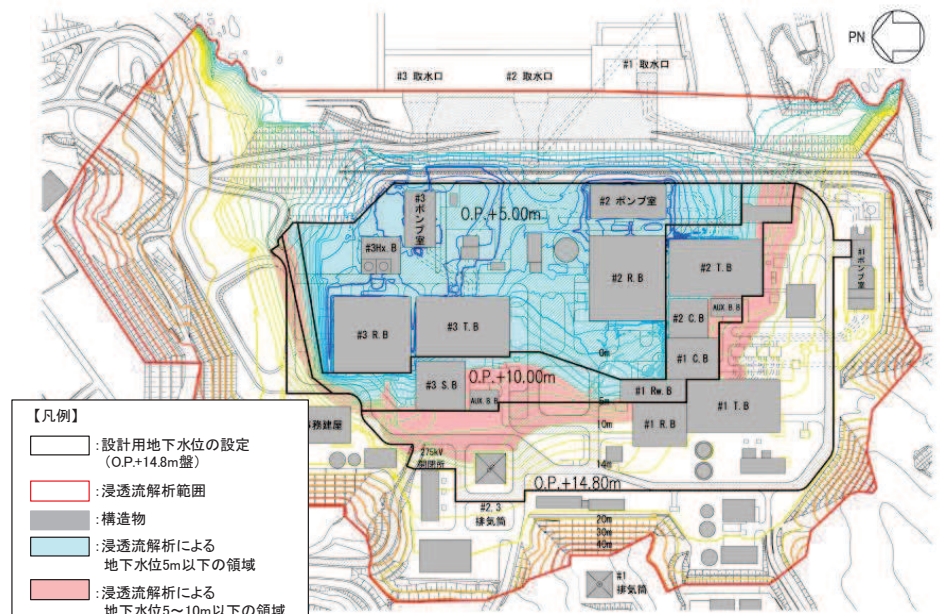 PN
#3 取水口
#2 取水口
#1 取水口
#3
ポンプ室
O.P.+5.00m
#2 ポンプ室
#1
ポンプ室
#3Hx.B
#2 R.B
#2 T.B
#3 R.B
#3 T.B
#2 C.B
AUX B.B
0m
#1 C.B
#3 S.B
O.P.+10.00m
AUX B.B
5m
#1 Rw.B
#1 T.B
10m
#1 R.B
務建屋
275kV
開閉所
14m
O.P.+14.80m
#2,3
排気筒
20m
30m
40m
#1
排気筒
【凡例】
:設計用地下水位の設定
(O.P.+14.8m盤)
:浸透流解析範囲
:構造物
:浸透流解析による
地下水位5m以下の領域
:浸透流解析による
地下水位5～10m以下の領域